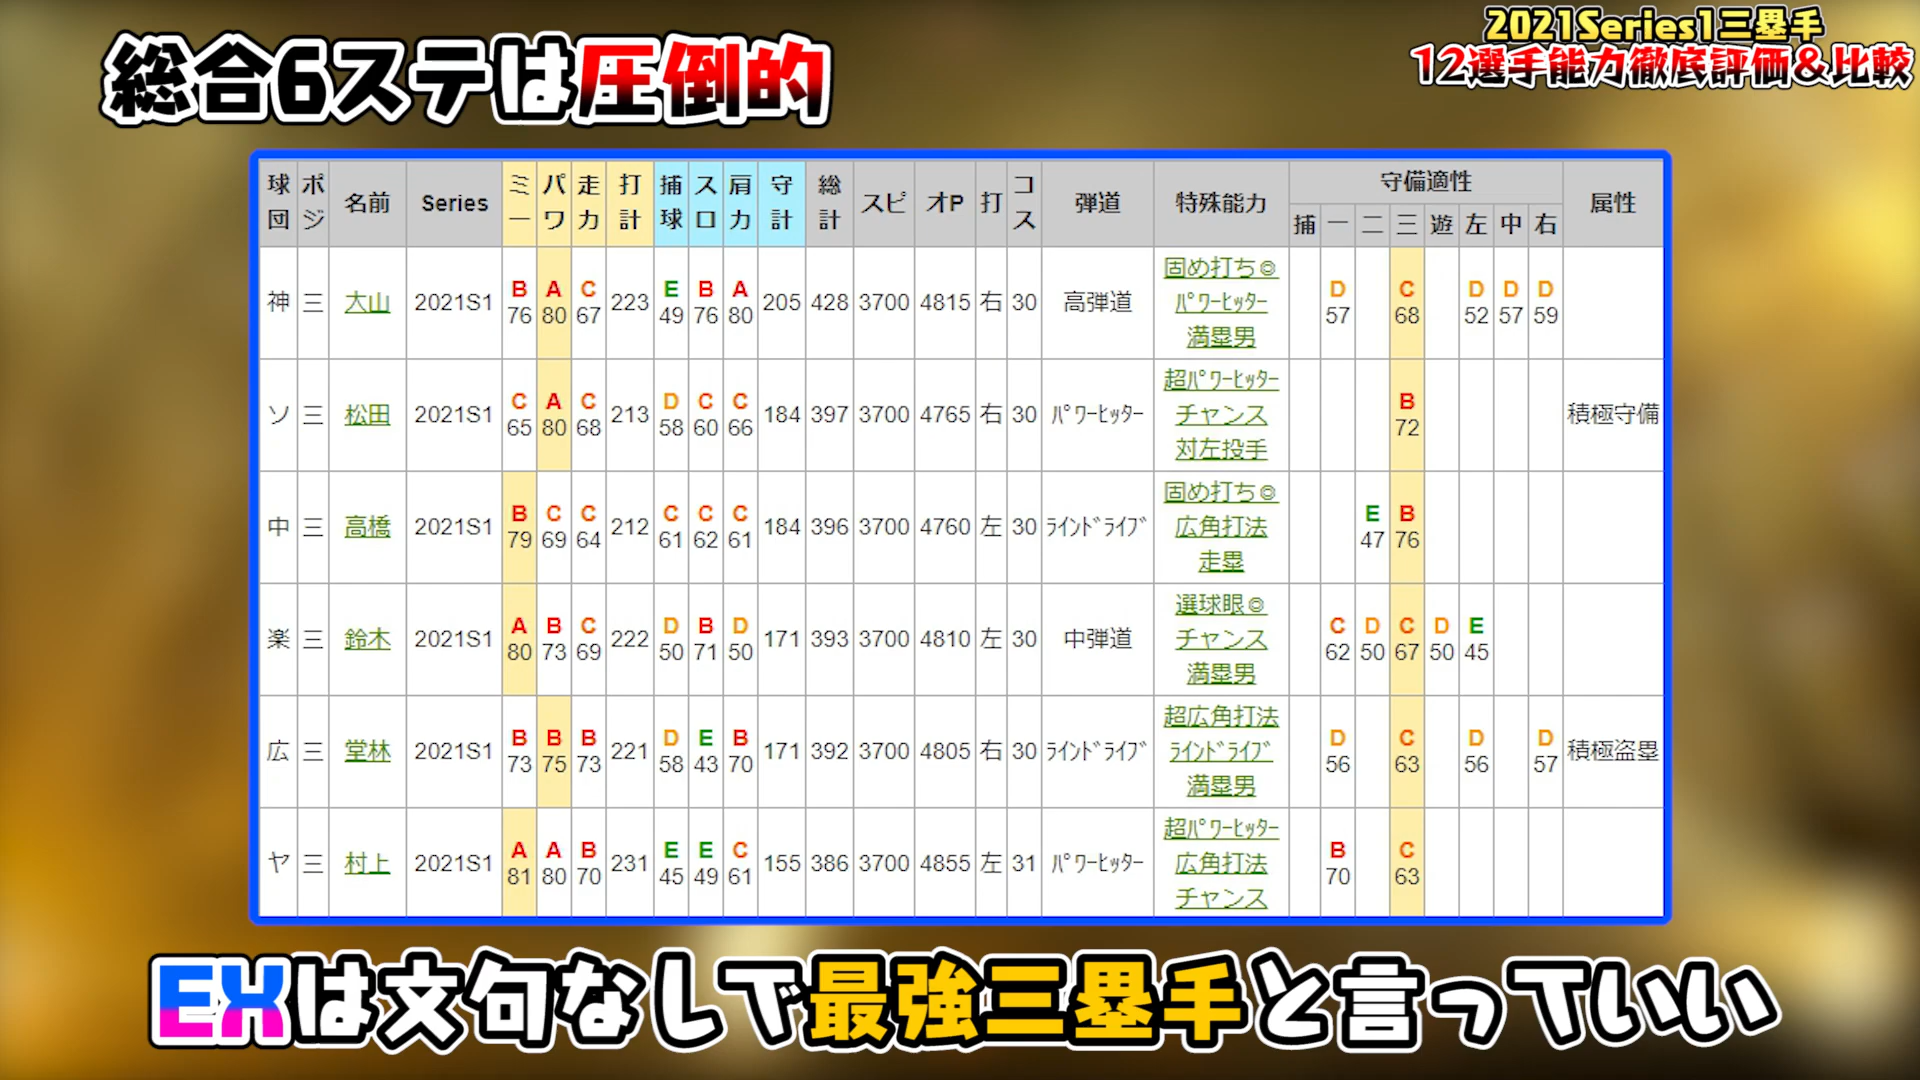 2021Series1三塁手
12選手能力徹底評価&比較
総合6ステは圧倒的
球団 ポジ 名前 Series ミー パワ 走力 打計 捕球 スロ 肩力 守計 総計 スピ オP 打 コス 弾道 特殊能力 守備適性 属性
捕 一 二 三 遊 左 中 右
神 三 大山 2021S1 B 76 A 80 C 67 223 E 49 B 76 A 80 205 428 3700 4815 右 30 高弾道 固め打ち◎ パワーヒッター 満塁男 D 57 C 68 D 52 D 57 D 59
ソ 三 松田 2021S1 C 65 A 80 C 68 213 D 58 C 60 C 66 184 397 3700 4765 右 30 パワーヒッター 超パワーヒッター チャンス 対左投手 B 72 積極守備
中 三 高橋 2021S1 B 79 C 69 C 64 212 C 61 C 62 C 61 184 396 3700 4760 左 30 ラインドライブ 固め打ち◎ 広角打法 走塁 E 47 B 76
楽 三 鈴木 2021S1 A 80 B 73 C 69 222 D 50 B 71 D 50 171 393 3700 4810 左 30 中弾道 選球眼◎ チャンス 満塁男 C 62 D 50 C 67 D 50 E 45
広 三 堂林 2021S1 B 73 B 75 B 73 221 D 58 E 43 B 70 171 392 3700 4805 右 30 ラインドライブ 超広角打法 ラインドライブ 満塁男 D 56 C 63 D 56 D 57 積極盗塁
ヤ 三 村上 2021S1 A 81 A 80 B 70 231 E 45 E 49 C 61 155 386 3700 4855 左 31 パワーヒッター 超パワーヒッター 広角打法 チャンス B 70 C 63
EXは文句なしで最強三塁手と言っていい